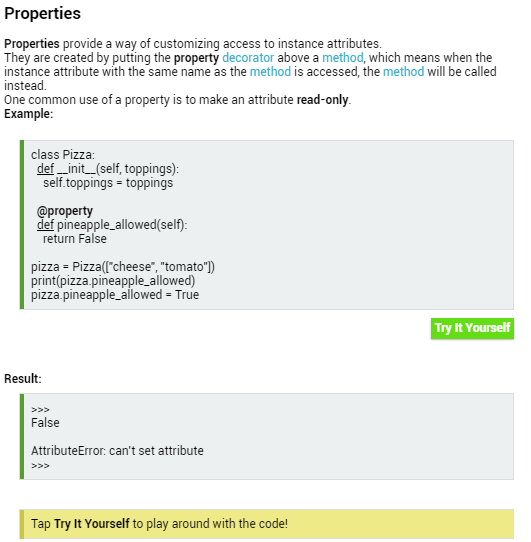 Properties
Properties provide a way of customizing access to instance attributes.
They are created by putting the property decorator above a method, which means when the
instance attribute with the same name as the method is accessed, the method will be called
instead.
One common use of a property is to make an attribute read-only.
Example:
class Pizza:
  def __init__(self, toppings):
    self.toppings = toppings
  @property
  def pineapple_allowed(self):
    return False
pizza = Pizza(["cheese", "tomato"])
print(pizza.pineapple_allowed)
pizza.pineapple_allowed = True
Try It Yourself
Result:
>>>
False
AttributeError: can't set attribute
>>>
Tap Try It Yourself to play around with the code!